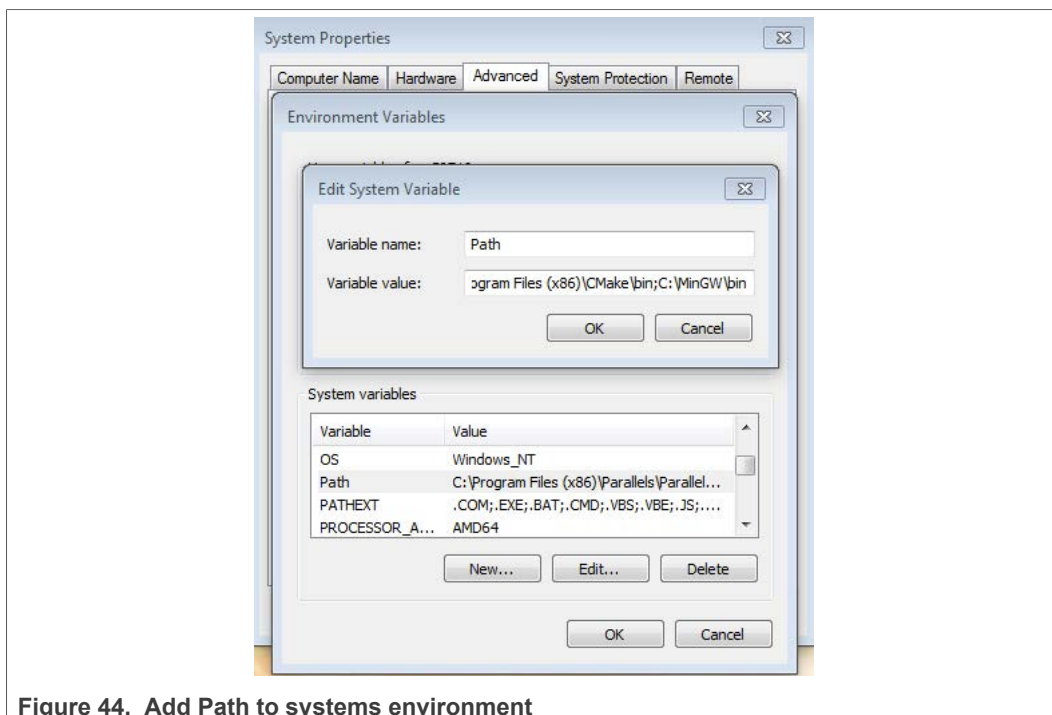 System Properties
Computer Name Hardware Advanced System Protection Remote
Environment Variables
Edit System Variable
Variable name: Path
Variable value: ogram Files (x86)\CMake\bin;C:\MinGW\bin
OK Cancel
System variables
Variable Value
OS Windows_NT
Path C:\Program Files (x86)\Parallels\Parallel...
PATHEXT .COM;.EXE;.BAT;.CMD;.VBS;.VBE;.JS;....
PROCESSOR_A... AMD64
New... Edit... Delete
OK Cancel
Figure 44. Add Path to systems environment